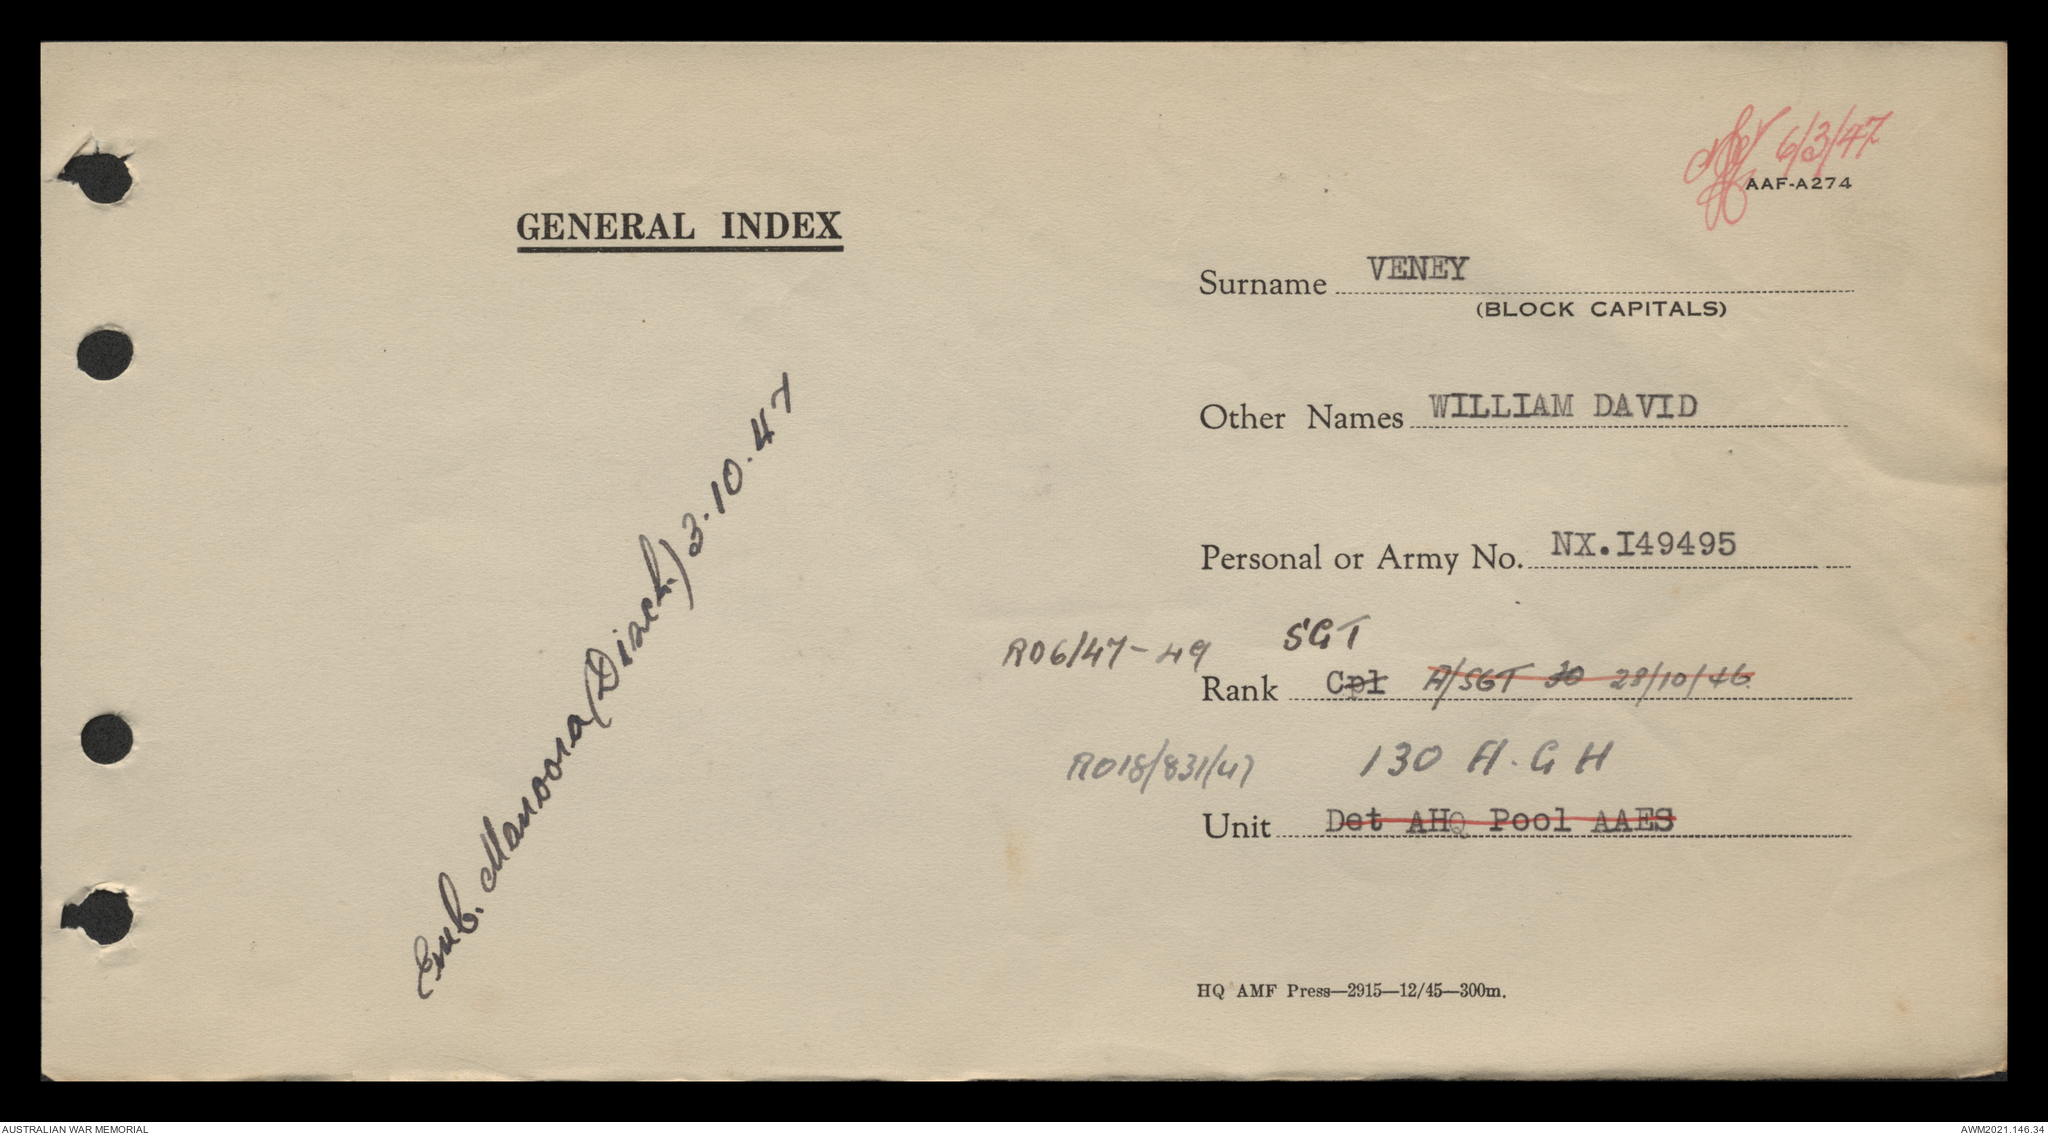 6/3/47
AAF-A274
GENERAL INDEX
Surname VENEY
(BLOCK CAPITALS)
Other Names WILLIAM DAVID
Personal or Army No. NX.I49495
RO6/47-49 SGT
Rank Cpl A/SGT 30 28/10/46
RO18/831/47 130 A.G H
Unit Det AHQ Pool AAES
Emb. Manoora (Disch.) 3.10.47
HQ AMF Press—2915—12/45—300m.
AUSTRALIAN WAR MEMORIAL
AWM2021.146.34